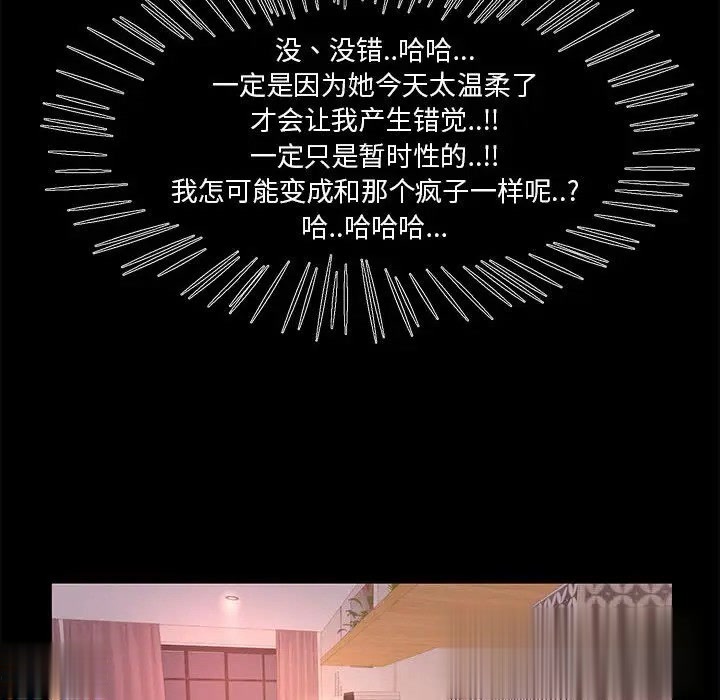 没、没错..哈哈...
一定是因为她今天太温柔了
才会让我产生错觉..!!
一定只是暂时性的..!!
我怎可能变成和那个疯子一样呢..?
哈..哈哈哈...